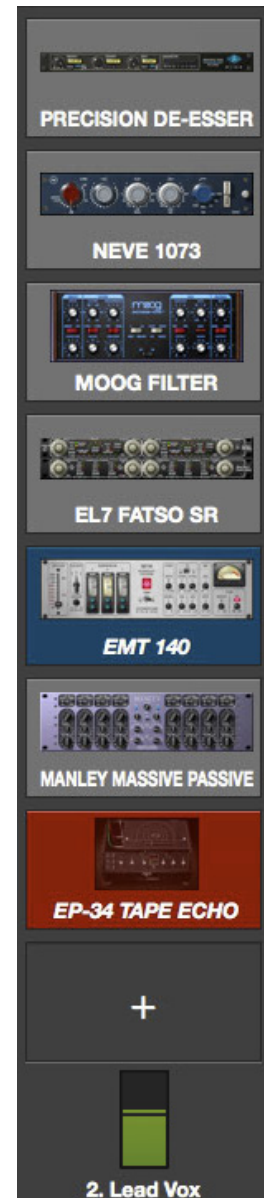 PRECISION DE-ESSER
NEVE 1073
moog
MOOG FILTER
EL7 FATSO SR
EMT 140
MANLEY MASSIVE PASSIVE
EP-34 TAPE ECHO
+
2. Lead Vox